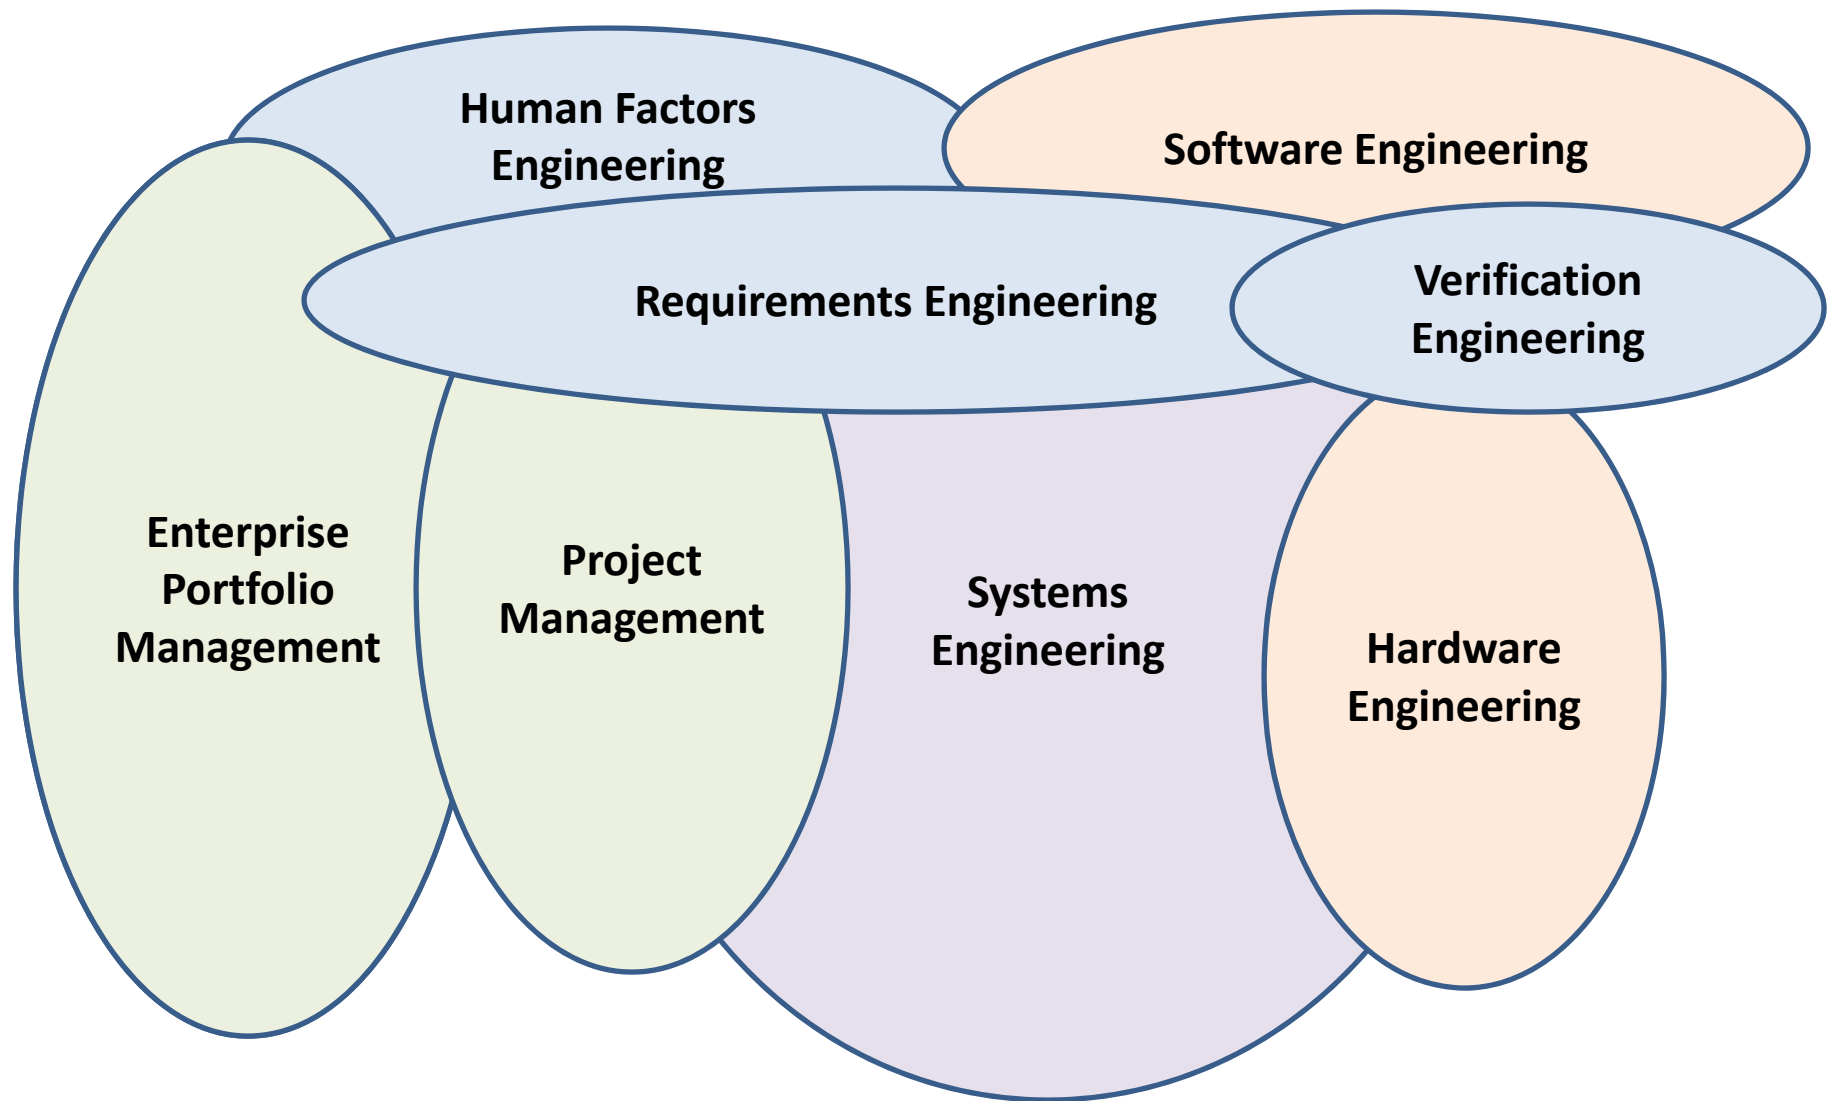 Human Factors
Engineering
Software Engineering
Requirements Engineering
Verification
Engineering
Enterprise
Portfolio
Management
Project
Management
Systems
Engineering
Hardware
Engineering